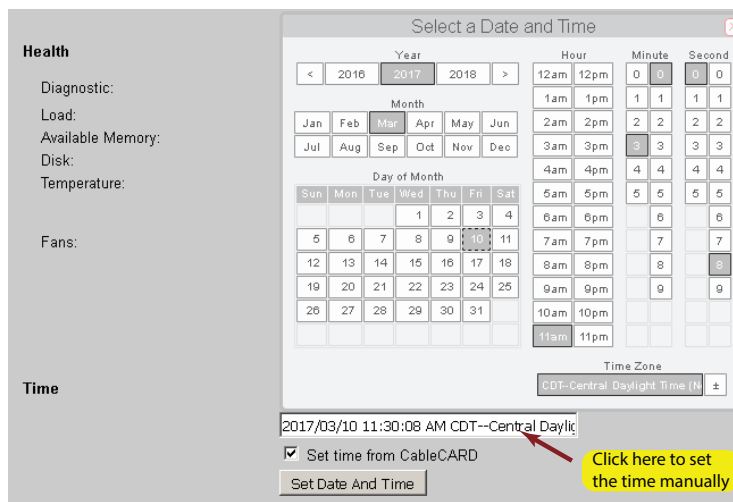 Select a Date and Time
Health
Diagnostic:
Load:
Available Memory:
Disk:
Temperature:
Fans:
Time
Year
< 2016 2017 2018 >
Month
Jan Feb Mar Apr May Jun
Jul Aug Sep Oct Nov Dec
Day of Month
Sun Mon Tue Wed Thu Fri Sat
1 2 3 4
5 6 7 8 9 10 11
12 13 14 15 16 17 18
19 20 21 22 23 24 25
26 27 28 29 30 31
Hour Minute Second
12am 12pm 0 0 0 0
1am 1pm 1 1 1 1
2am 2pm 2 2 2 2
3am 3pm 3 3 3 3
4am 4pm 4 4 4 4
5am 5pm 5 5 5 5
6am 6pm 6 6
7am 7pm 7 7
8am 8pm 8 8
9am 9pm 9 9
10am 10pm
11am 11pm
Time Zone
CDT--Central Daylight Time (N ±
2017/03/10 11:30:08 AM CDT--Central Daylig
Set time from CableCARD
Set Date And Time
Click here to set
the time manually